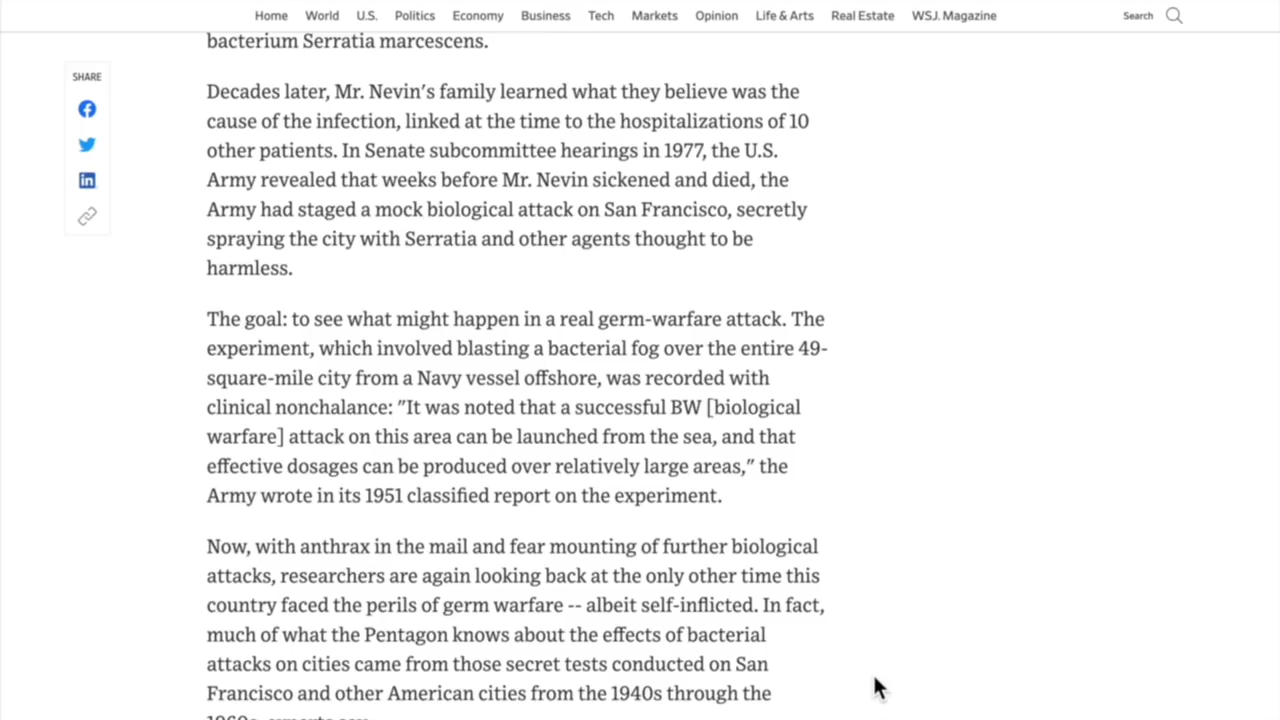 Home World U.S. Politics Economy Business Tech Markets Opinion Life & Arts Real Estate WSJ. Magazine Search
bacterium Serratia marcescens.
SHARE
Decades later, Mr. Nevin's family learned what they believe was the
cause of the infection, linked at the time to the hospitalizations of 10
other patients. In Senate subcommittee hearings in 1977, the U.S.
Army revealed that weeks before Mr. Nevin sickened and died, the
Army had staged a mock biological attack on San Francisco, secretly
spraying the city with Serratia and other agents thought to be
harmless.
The goal: to see what might happen in a real germ-warfare attack. The
experiment, which involved blasting a bacterial fog over the entire 49-
square-mile city from a Navy vessel offshore, was recorded with
clinical nonchalance: "It was noted that a successful BW [biological
warfare] attack on this area can be launched from the sea, and that
effective dosages can be produced over relatively large areas," the
Army wrote in its 1951 classified report on the experiment.
Now, with anthrax in the mail and fear mounting of further biological
attacks, researchers are again looking back at the only other time this
country faced the perils of germ warfare -- albeit self-inflicted. In fact,
much of what the Pentagon knows about the effects of bacterial
attacks on cities came from those secret tests conducted on San
Francisco and other American cities from the 1940s through the